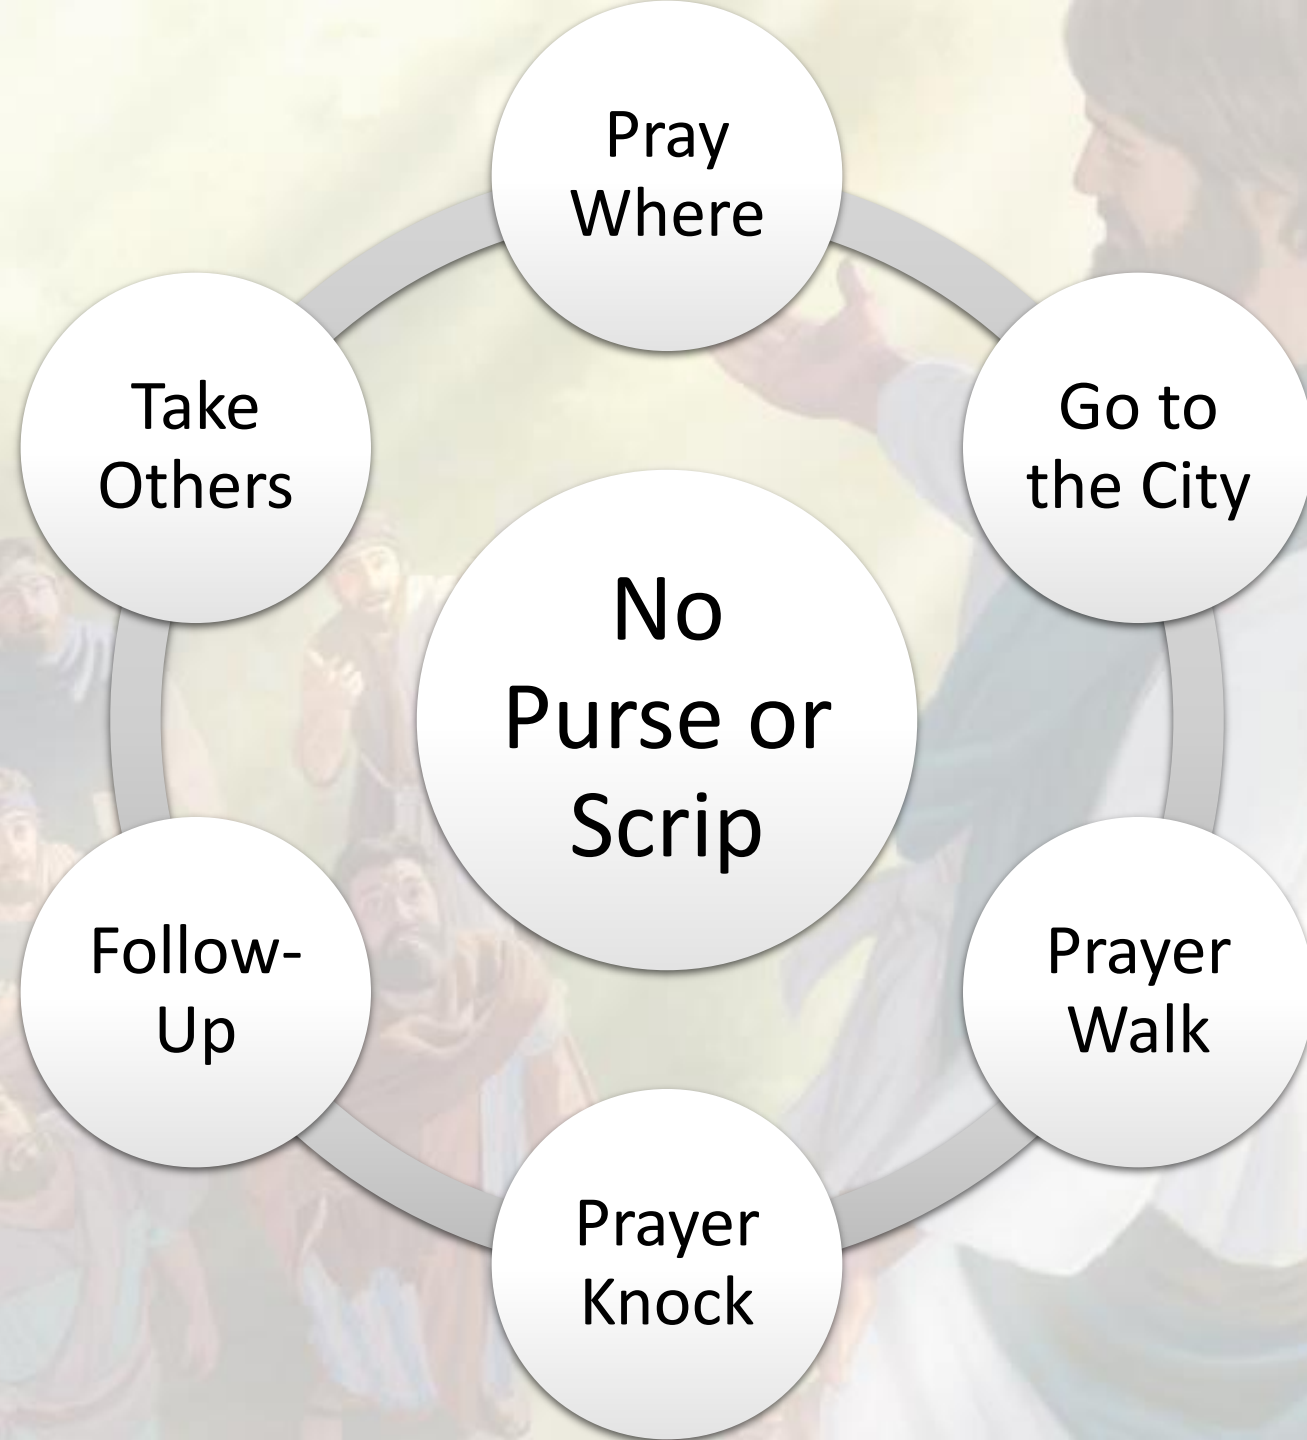 Pray
Where
Go to
the City
Prayer
Walk
Prayer
Knock
Follow-
Up
Take
Others
No
Purse or
Scrip